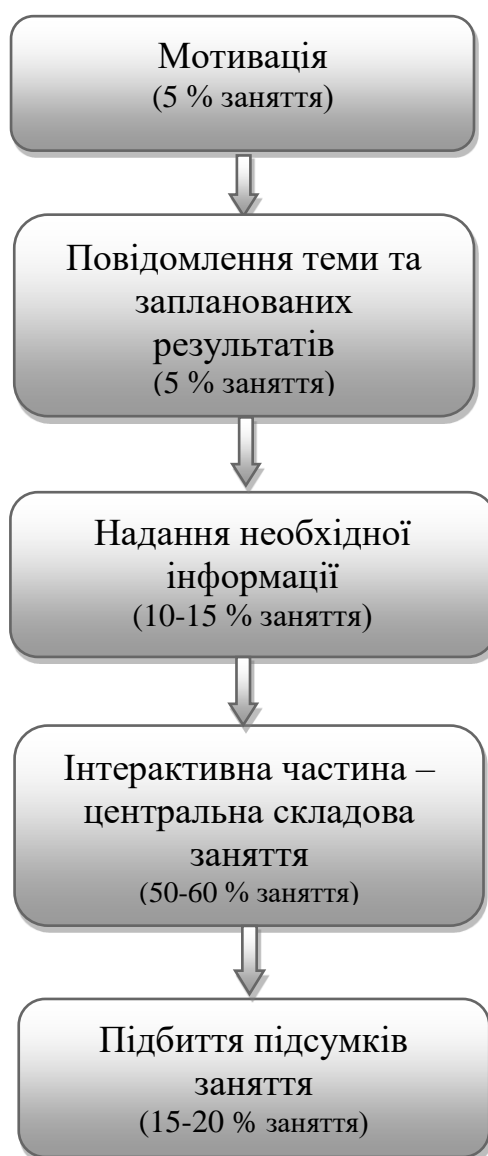 Мотивація
(5 % заняття)
Повідомлення теми та
запланованих
результатів
(5 % заняття)
Надання необхідної
інформації
(10-15 % заняття)
Інтерактивна частина –
центральна складова
заняття
(50-60 % заняття)
Підбиття підсумків
заняття
(15-20 % заняття)